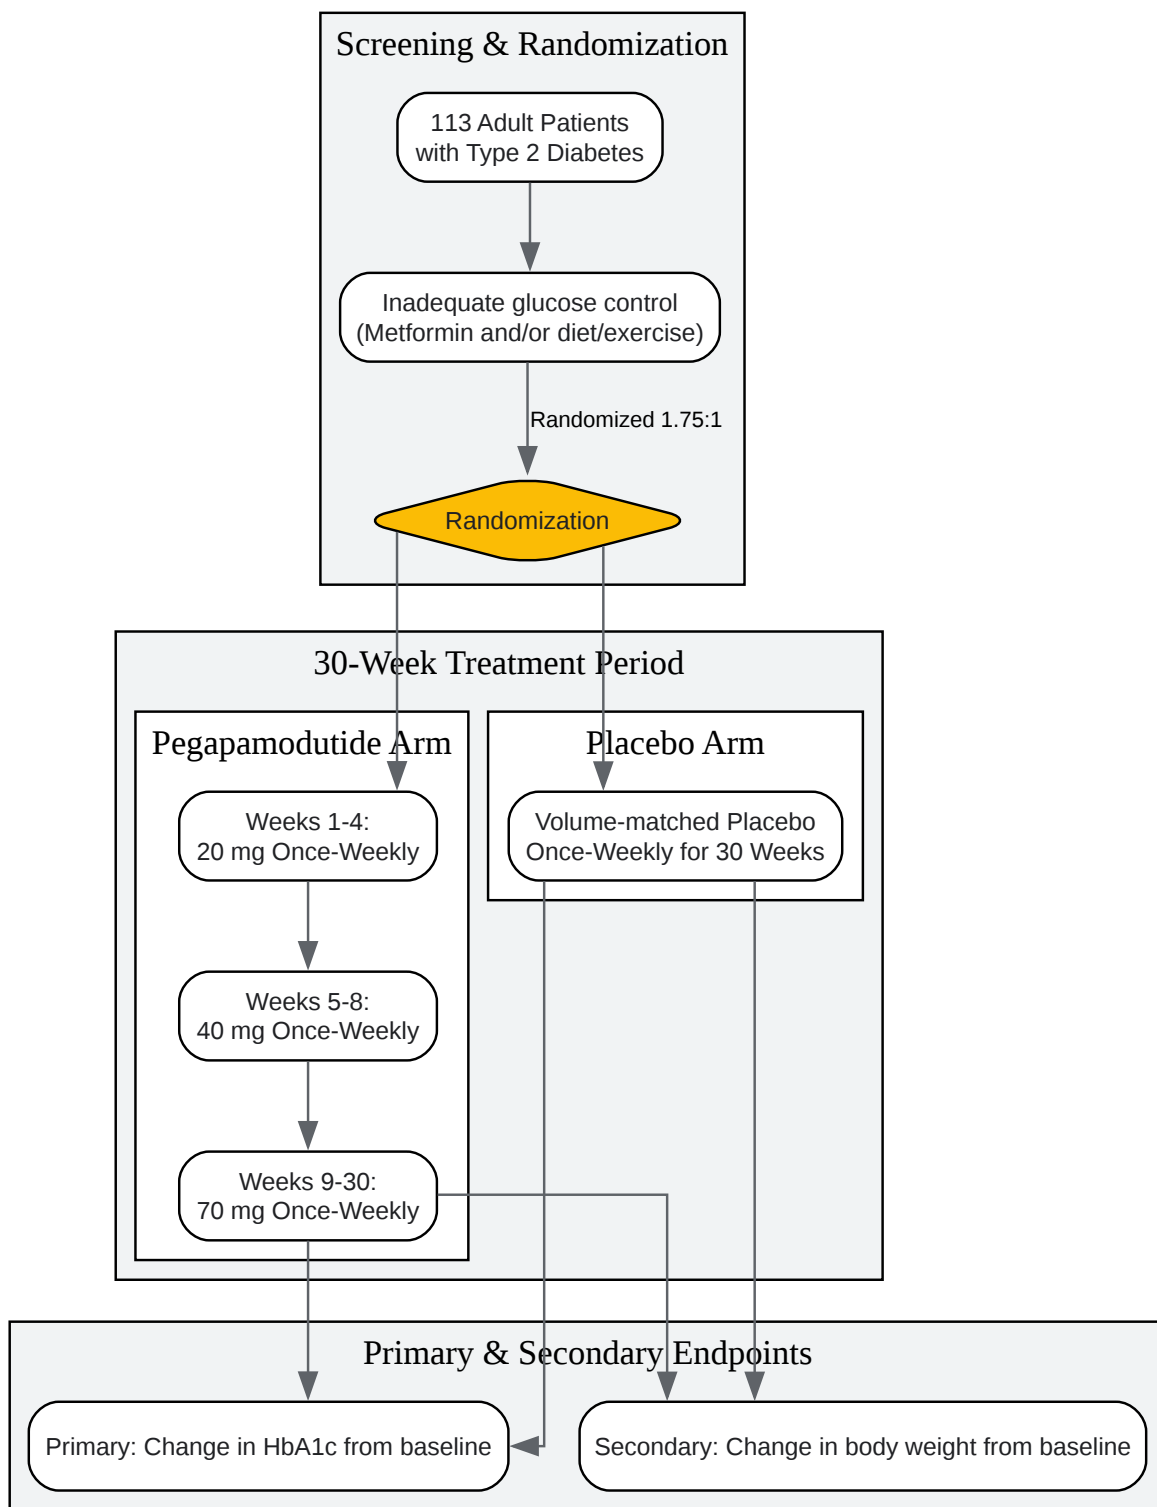 Screening & Randomization
113 Adult Patients
with Type 2 Diabetes
Inadequate glucose control
(Metformin and/or diet/exercise)
Randomized 1.75:1
Randomization
30-Week Treatment Period
Pegapamodutide Arm
Weeks 1-4:
20 mg Once-Weekly
Weeks 5-8:
40 mg Once-Weekly
Weeks 9-30:
70 mg Once-Weekly
Placebo Arm
Volume-matched Placebo
Once-Weekly for 30 Weeks
Primary & Secondary Endpoints
Primary: Change in HbA1c from baseline
Secondary: Change in body weight from baseline